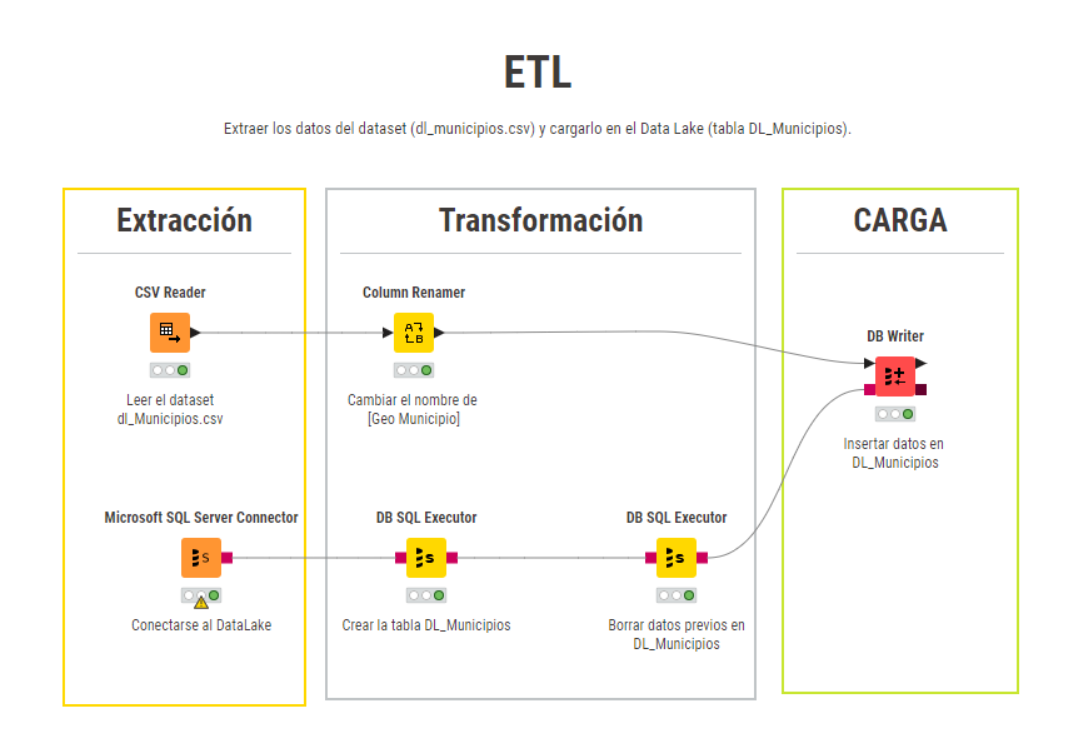 ETL
Extraer los datos del dataset (dl_municipios.csv) y cargarlo en el Data Lake (tabla DL_Municipios).
Extracción
Transformación
CARGA
CSV Reader
Column Renamer
DB Writer
Leer el dataset
dl_Municipios.csv
Cambiar el nombre de
[Geo Municipio]
Insertar datos en
DL_Municipios
Microsoft SQL Server Connector
DB SQL Executor
DB SQL Executor
Conectarse al DataLake
Crear la tabla DL_Municipios
Borrar datos previos en
DL_Municipios